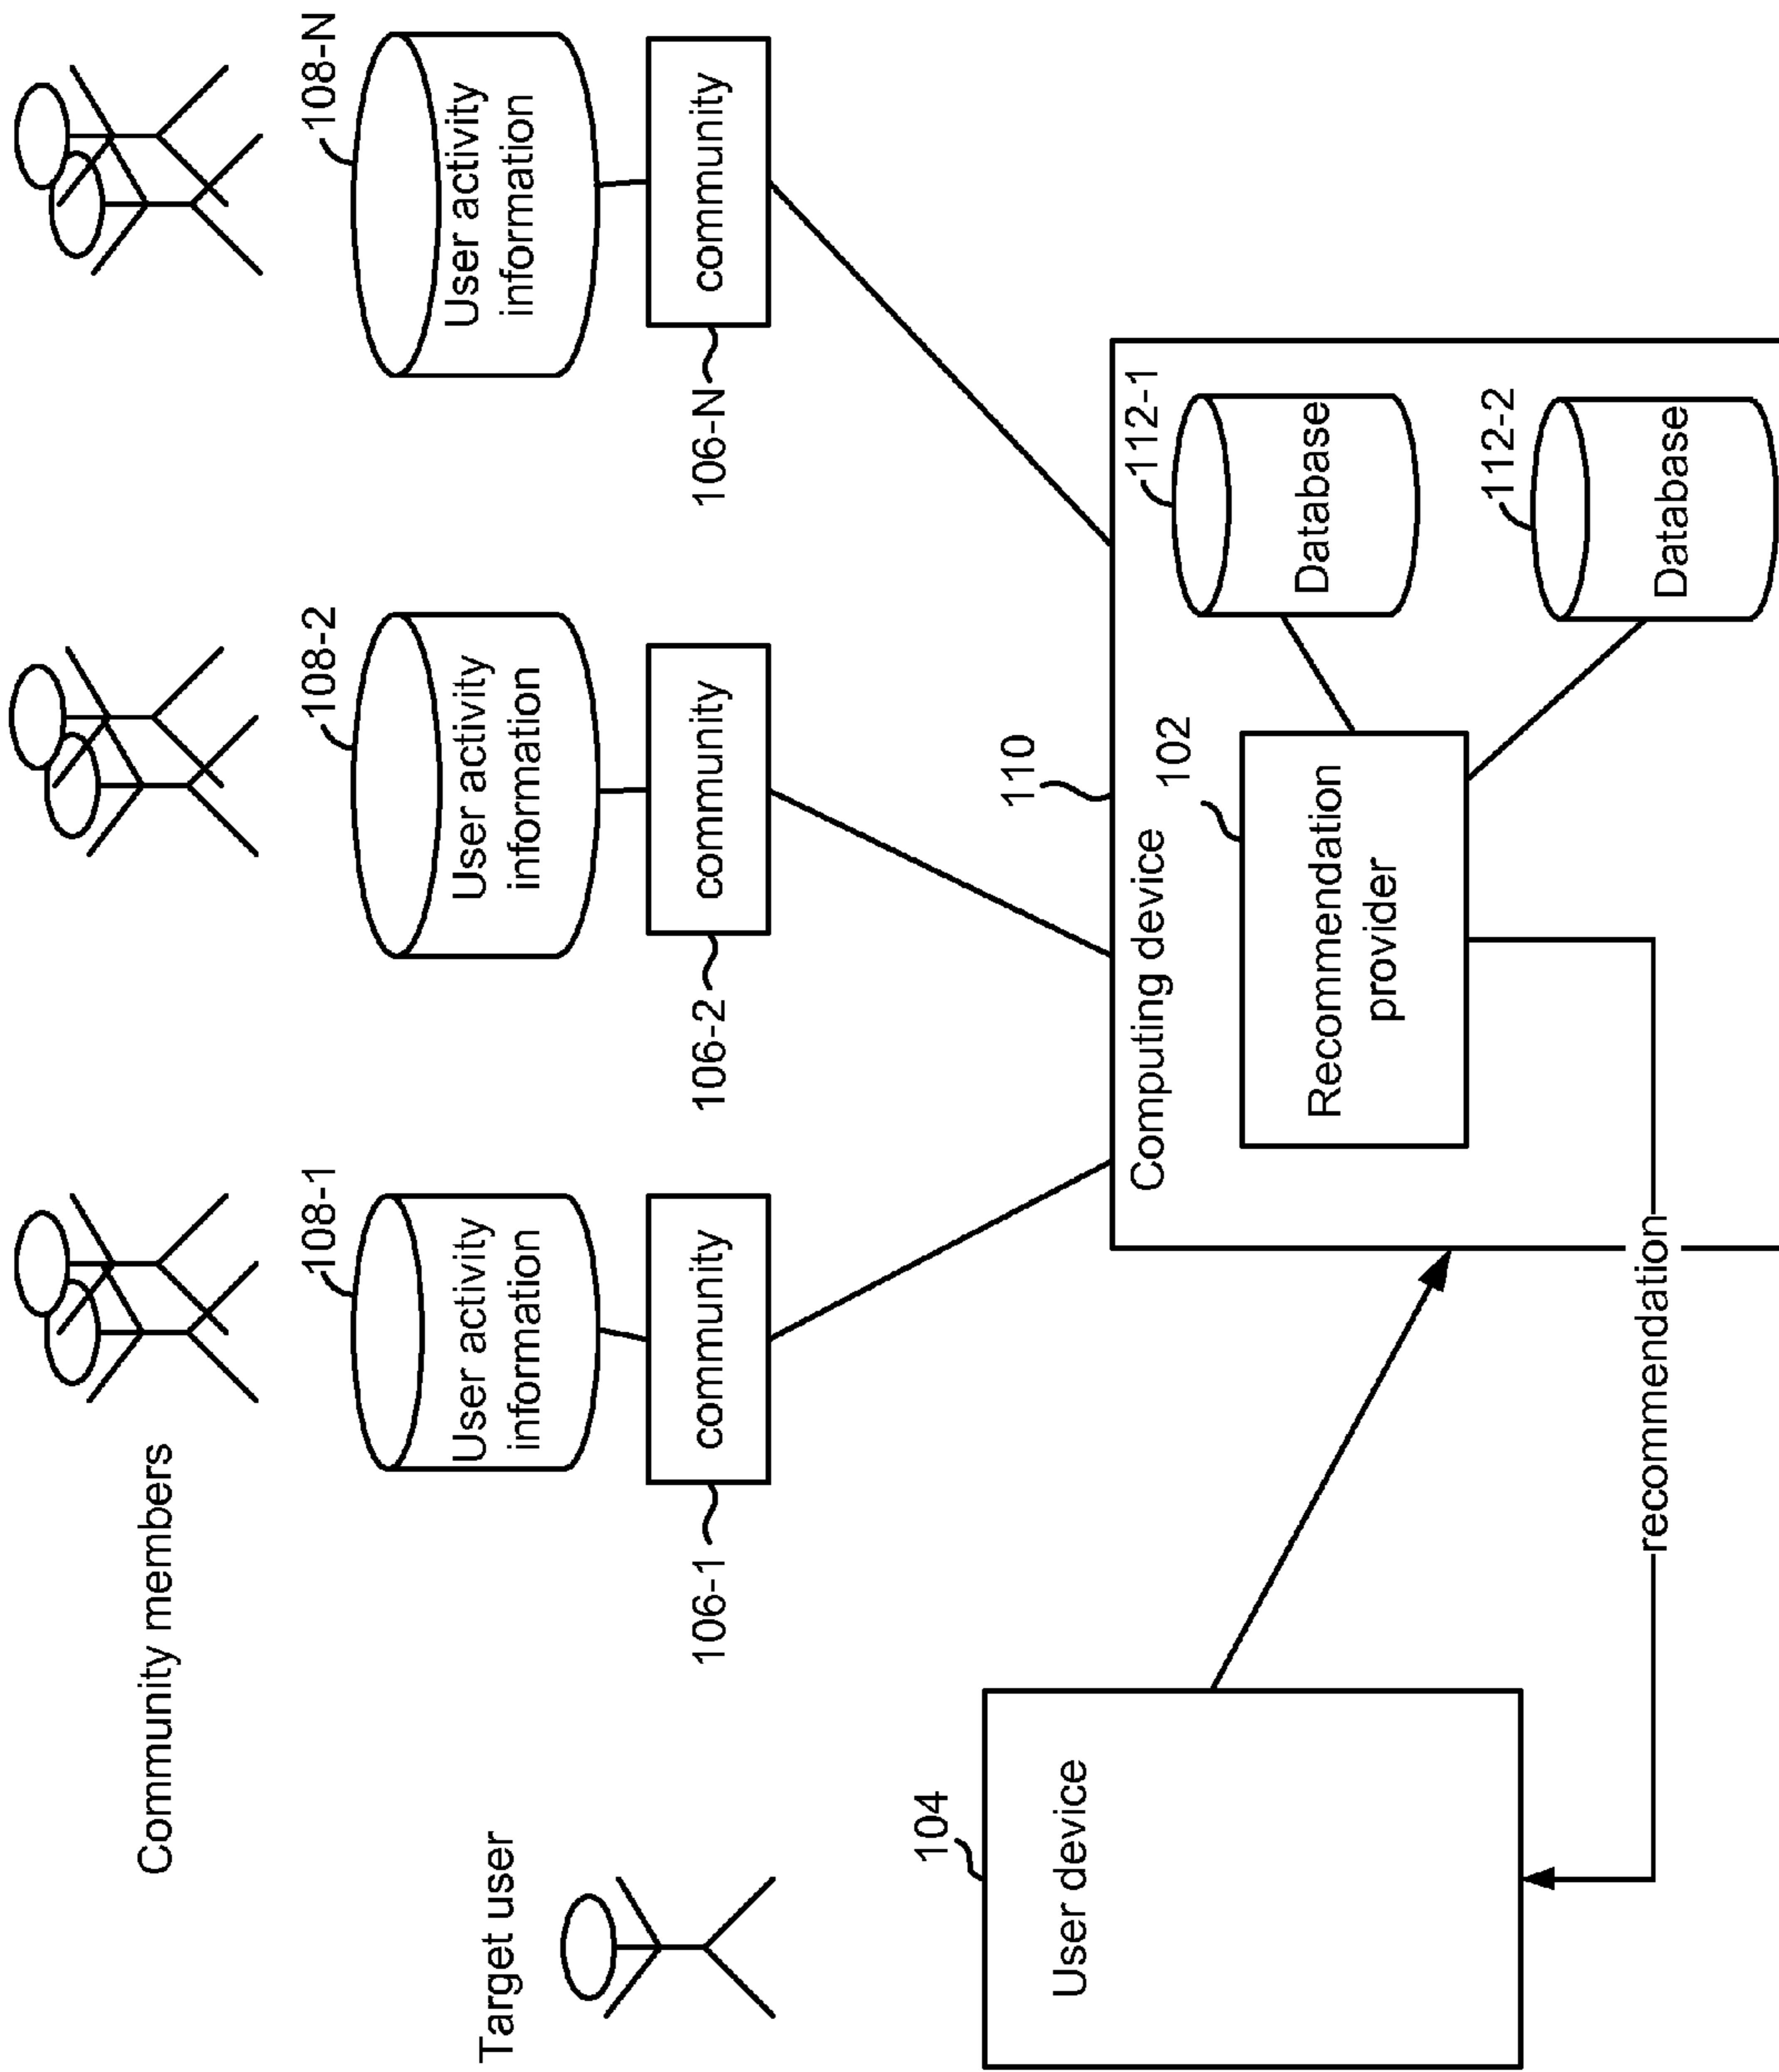 Community members
Target user
108-1
108-2
108-N
User activity
information
User activity
information
User activity
information
community
community
community
106-1
106-2
106-N
104
User device
110
Computing device
102
Recommendation
provider
112-1
Database
112-2
Database
recommendation